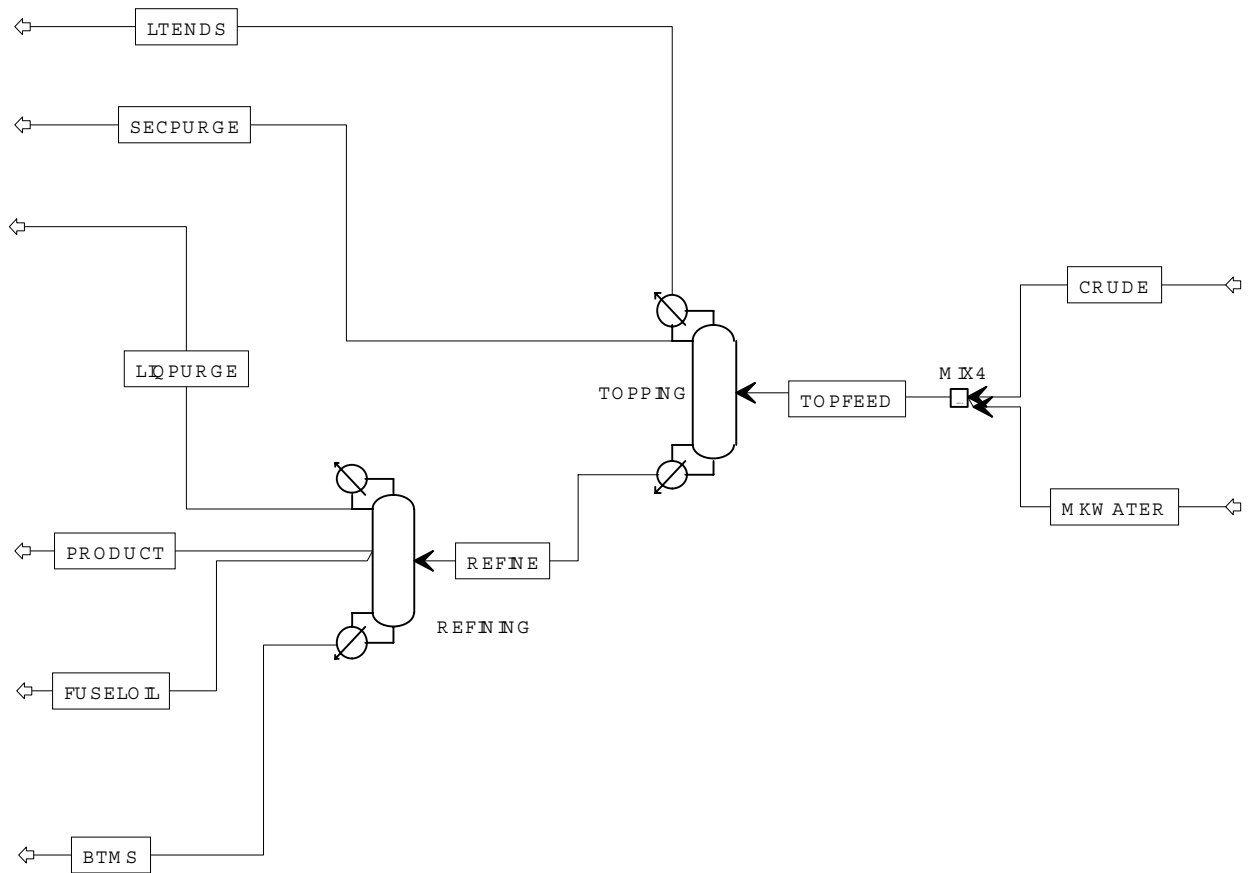 LTENDS
SECPURGE
CRUDE
LIQPURGE
MIX4
TOPPING
TOPFEED
MKWATER
PRODUCT
REFINE
REFINING
FUSELOIL
BTMS